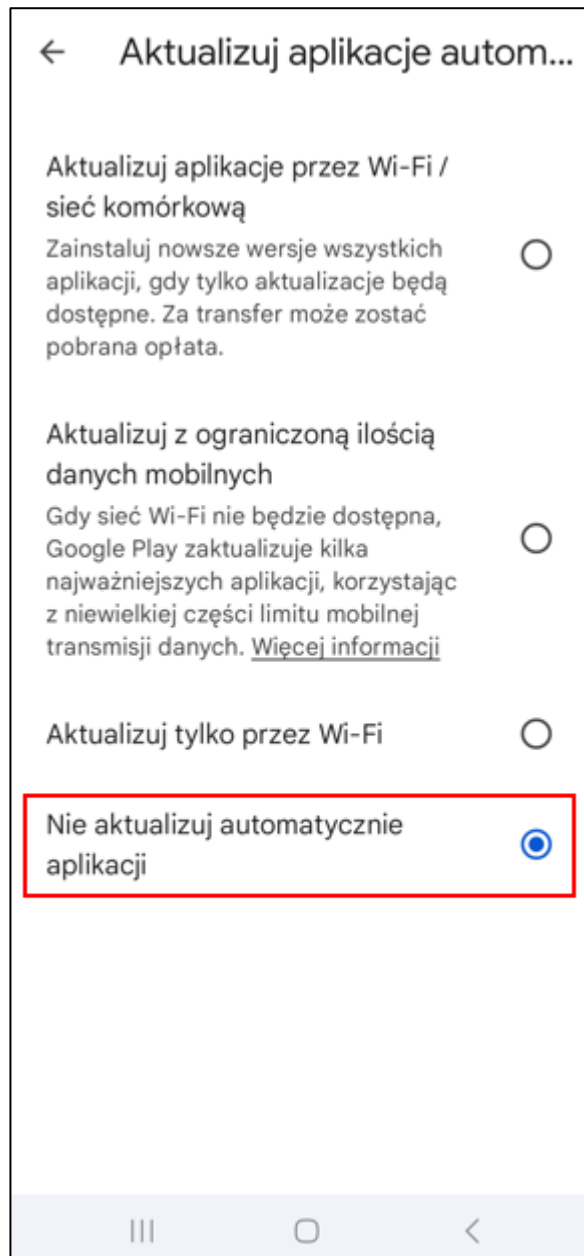 Aktualizuj aplikacje autom...
Aktualizuj aplikacje przez Wi-Fi /
sieć komórkową
Zainstaluj nowsze wersje wszystkich
aplikacji, gdy tylko aktualizacje będą
dostępne. Za transfer może zostać
pobrana opłata.
Aktualizuj z ograniczoną ilością
danych mobilnych
Gdy sieć Wi-Fi nie będzie dostępna,
Google Play zaktualizuje kilka
najważniejszych aplikacji, korzystając
z niewielkiej części limitu mobilnej
transmisji danych. Więcej informacji
Aktualizuj tylko przez Wi-Fi
Nie aktualizuj automatycznie
aplikacji